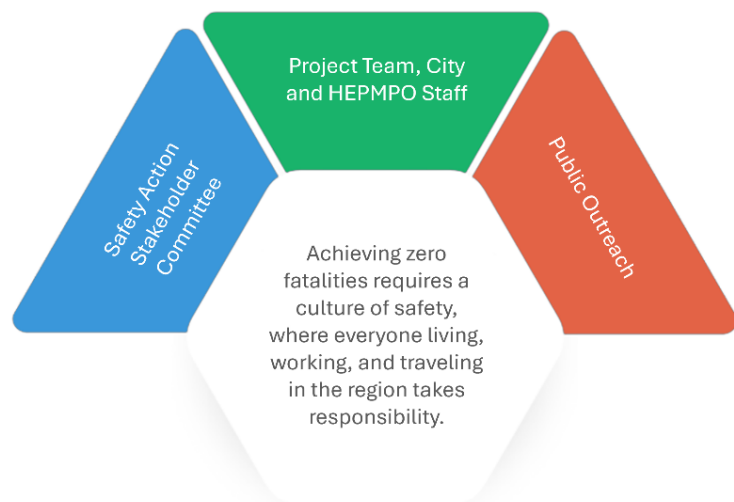 Project Team, City
and HEPMPO Staff
Safety Action
Stakeholder
Committee
Public Outreach
Achieving zero
fatalities requires a
culture of safety,
where everyone living,
working, and traveling
in the region takes
responsibility.